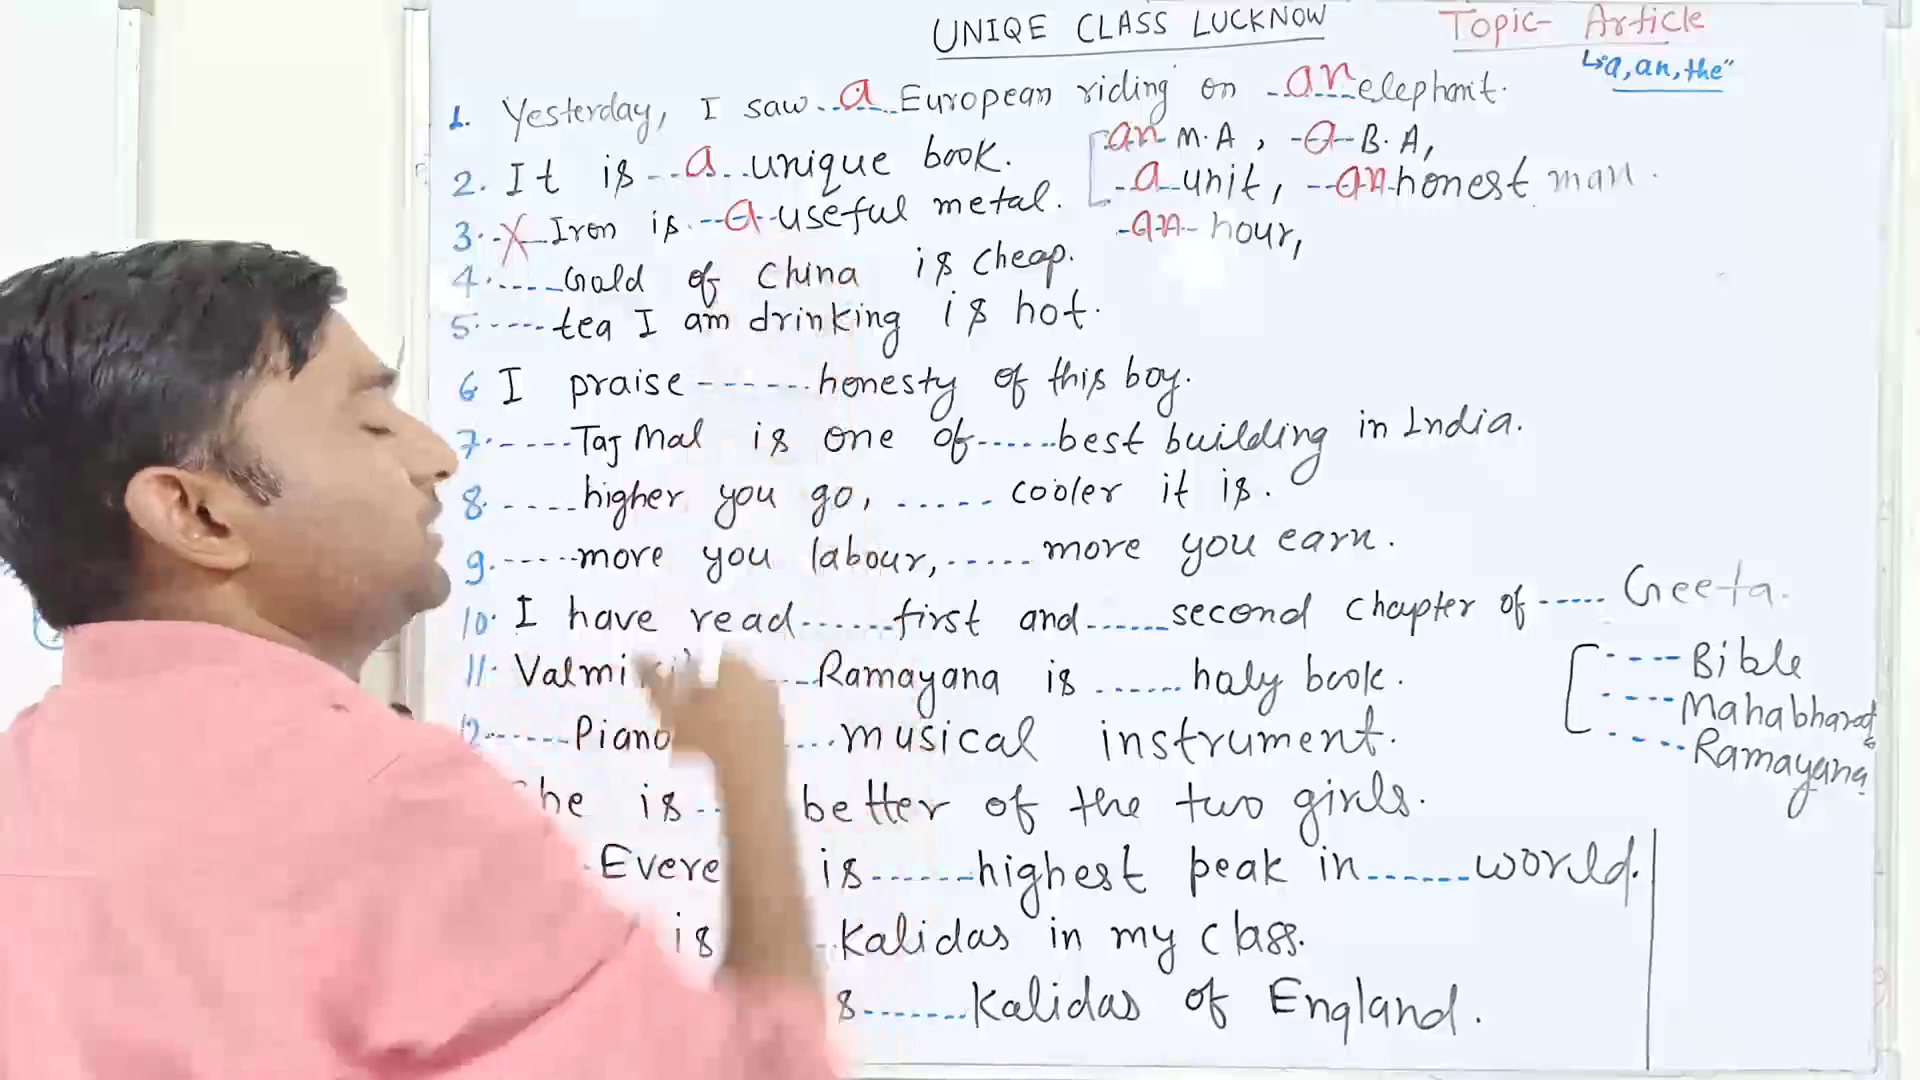 UNIQE CLASS LUCKNOW
Topic- Article
↳"a, an, the"
1. Yesterday, I saw..a..European riding on -an-elephant.
2. It is --a..unique book.
an M.A, -a-B.A,
-a-unit, --an-honest man.
-an-hour,
3.-X-Iron is.--a-useful metal.
4.----Gold of China is cheap.
5-----tea I am drinking is hot.
6 I praise-------honesty of this boy.
7.-----Taj Mal is one of------best building in India.
8.----higher you go, ----- cooler it is.
9.-----more you labour,----- more you earn.
10. I have read------first and------second chapter of ----- Geeta.
11. Valmi Ramayana is ------ holy book.
----Bible
----Mahabharat
----Ramayana
12------Piano ---musical instrument.
he is-- better of the two girls.
Evere is------highest peak in------world.
is -Kalidas in my class.
-------Kalidas of England.